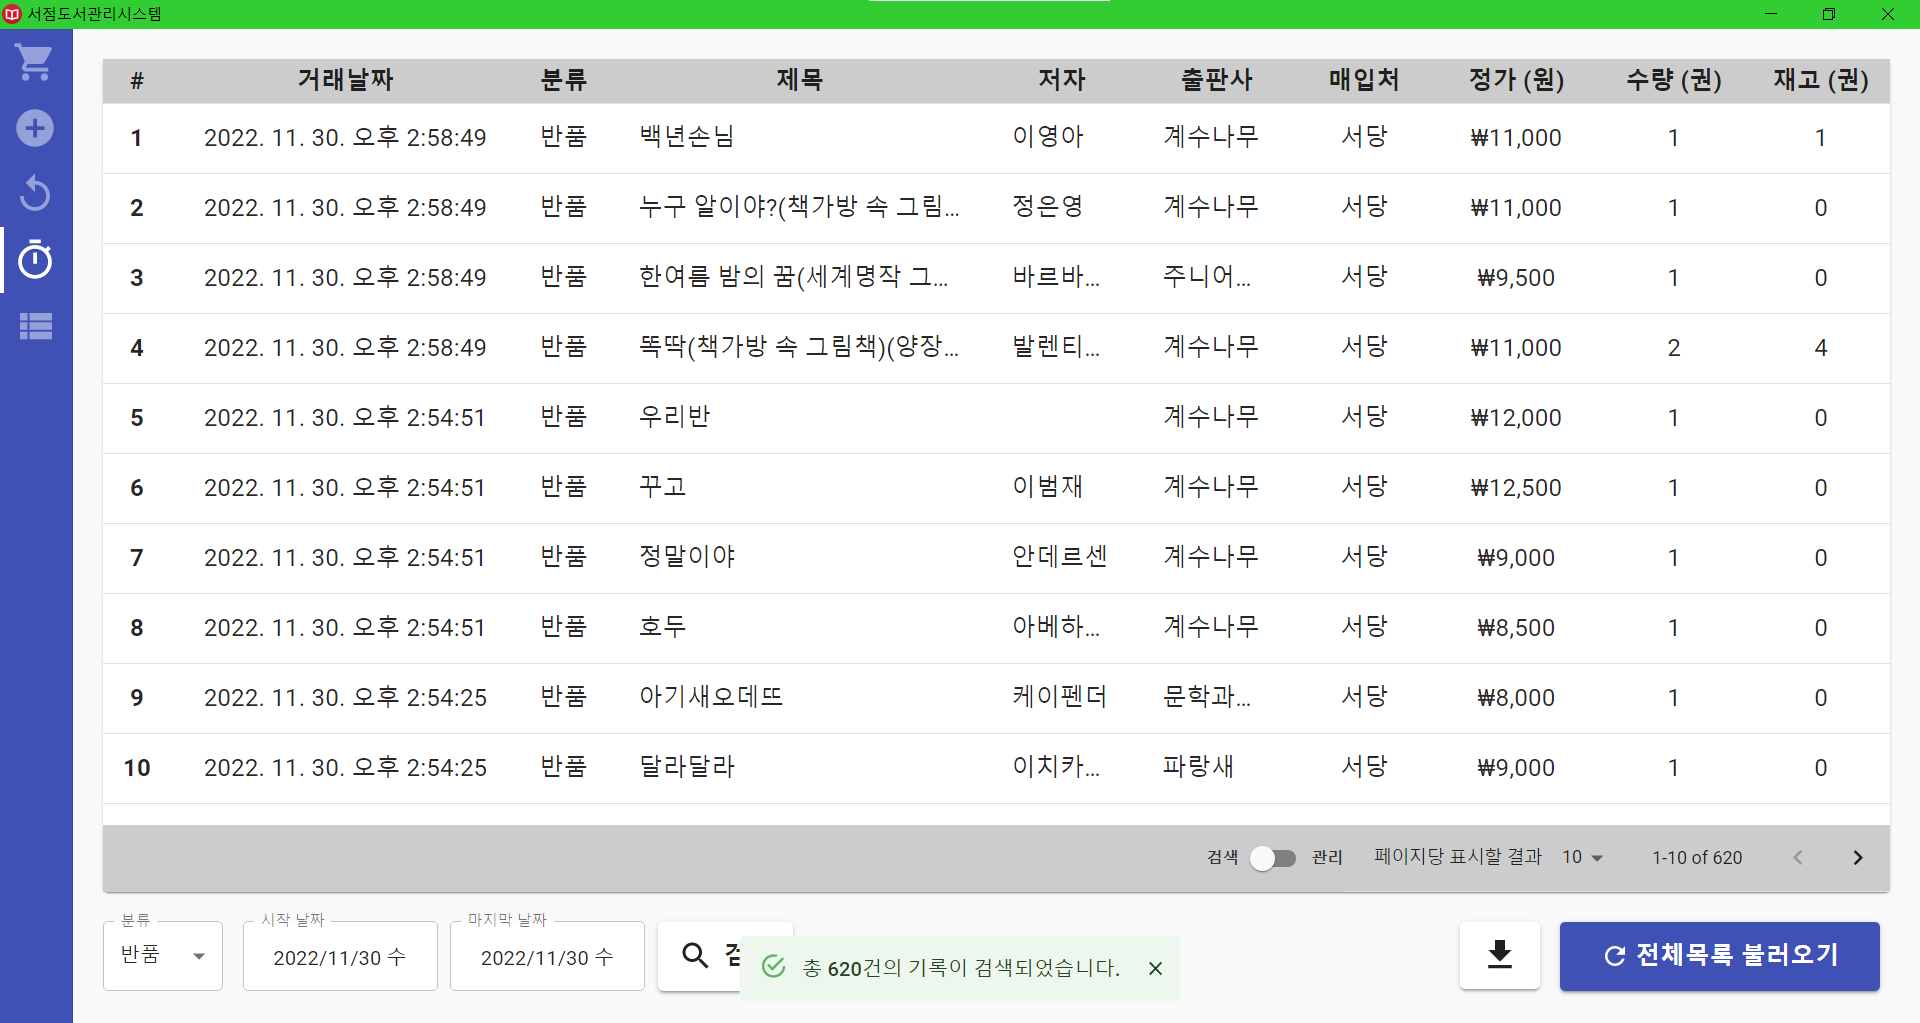 서점도서관리시스템
# 거래날짜 분류 제목 저자 출판사 매입처 정가 (원) 수량 (권) 재고 (권)
1 2022. 11. 30. 오후 2:58:49 반품 백년손님 이영아 계수나무 서당 ₩11,000 1 1
2 2022. 11. 30. 오후 2:58:49 반품 누구 알이야?(책가방 속 그림... 정은영 계수나무 서당 ₩11,000 1 0
3 2022. 11. 30. 오후 2:58:49 반품 한여름 밤의 꿈(세계명작 그... 바르바... 주니어... 서당 ₩9,500 1 0
4 2022. 11. 30. 오후 2:58:49 반품 똑딱(책가방 속 그림책)(양장... 발렌티... 계수나무 서당 ₩11,000 2 4
5 2022. 11. 30. 오후 2:54:51 반품 우리반 계수나무 서당 ₩12,000 1 0
6 2022. 11. 30. 오후 2:54:51 반품 꾸고 이범재 계수나무 서당 ₩12,500 1 0
7 2022. 11. 30. 오후 2:54:51 반품 정말이야 안데르센 계수나무 서당 ₩9,000 1 0
8 2022. 11. 30. 오후 2:54:51 반품 호두 아베하... 계수나무 서당 ₩8,500 1 0
9 2022. 11. 30. 오후 2:54:25 반품 아기새오데뜨 케이펜더 문학과... 서당 ₩8,000 1 0
10 2022. 11. 30. 오후 2:54:25 반품 달라달라 이치카... 파랑새 서당 ₩9,000 1 0
검색 관리 페이지당 표시할 결과 10 1-10 of 620
분류 시작 날짜 마지막 날짜
반품 2022/11/30 수 2022/11/30 수 전체목록 불러오기
총 620건의 기록이 검색되었습니다.